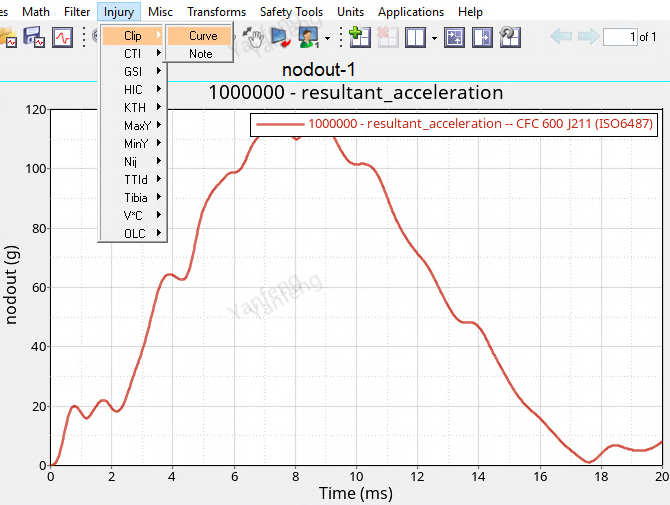 es Math Filter Injury Misc Transforms Safety Tools Units Applications Help
Clip Curve
CTI Note
GSI
HIC
KTH
MaxY
MinY
Nij
TTId
Tibia
V*C
OLC
1 of 1
nodout-1
1000000 - resultant_acceleration
1000000 - resultant_acceleration -- CFC 600 J211 (ISO6487)
120
100
80
60
40
20
0
nodout (g)
0 2 4 6 8 10 12 14 16 18 20
Time (ms)
Yanfeng
Yanfeng
Yanfeng
Yanfeng